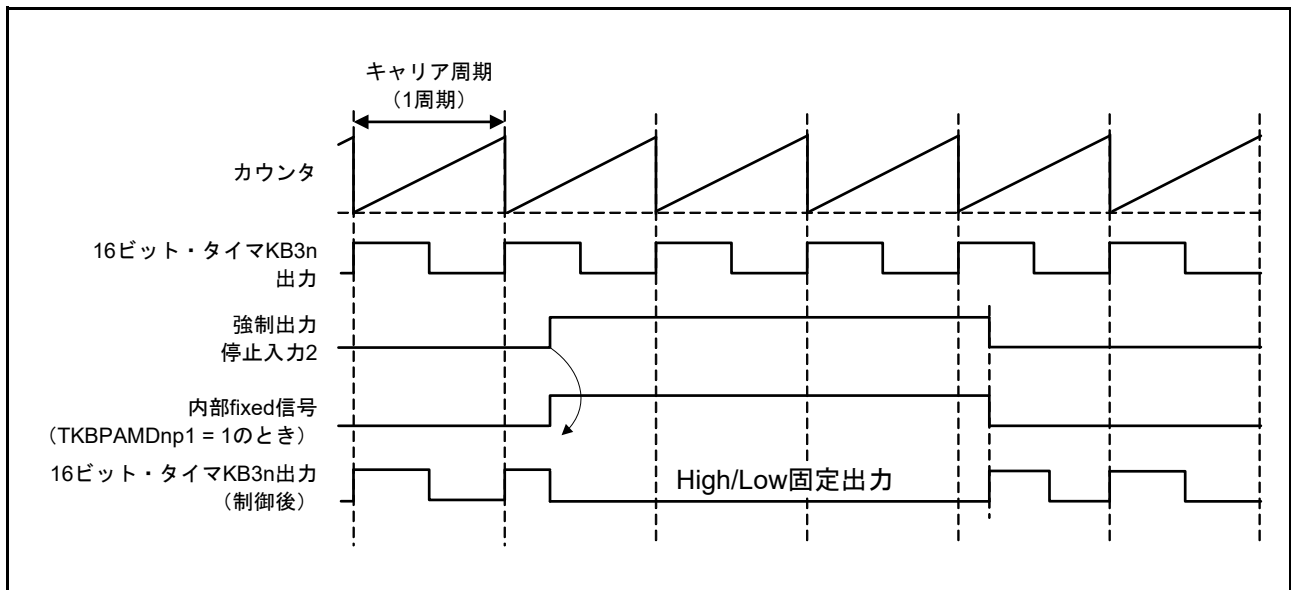 キャリア周期
（1周期）
カウンタ
16ビット・タイマKB3n
出力
強制出力
停止入力2
内部fixed信号
（TKBPAMDnp1 = 1のとき）
16ビット・タイマKB3n出力
（制御後）
High/Low固定出力